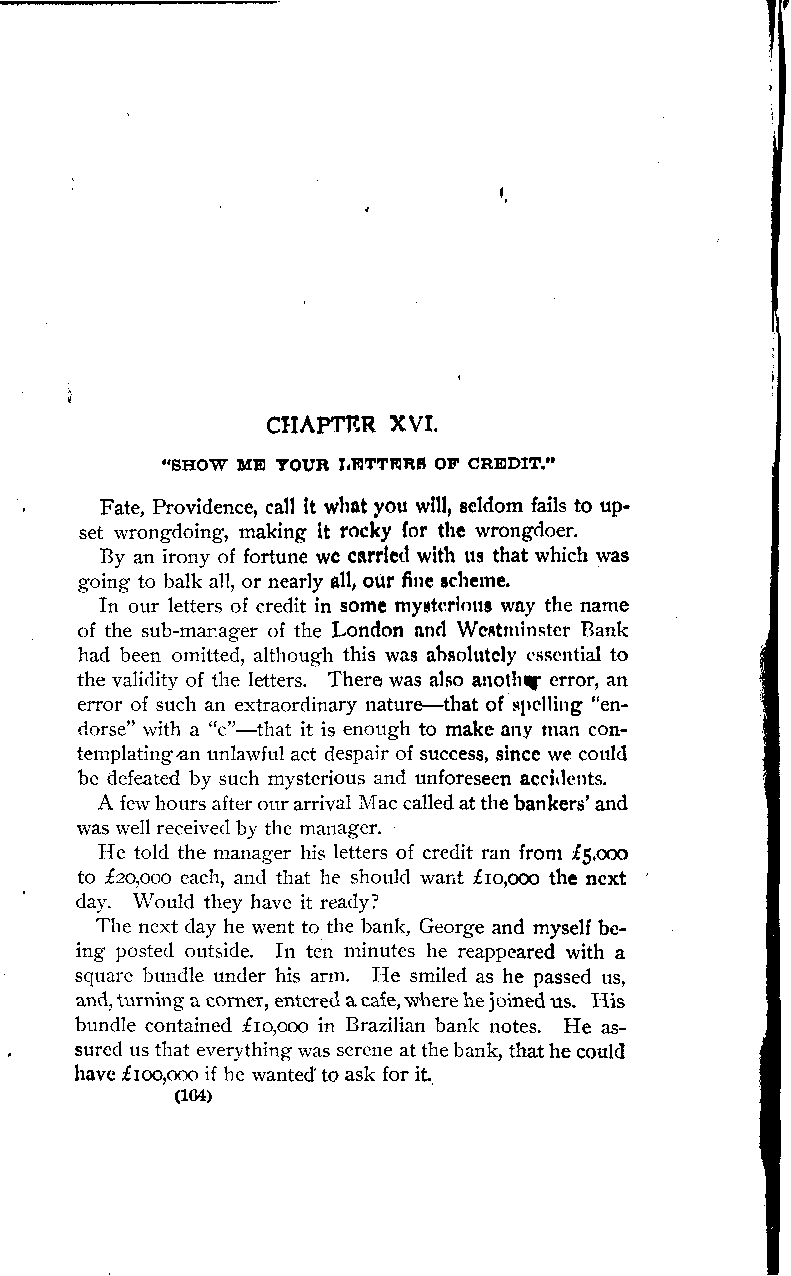 CHAPTER XVI.
"SHOW ME YOUR LETTERS OF CREDIT."
Fate, Providence, call it what you will, seldom fails to up-
set wrongdoing, making it rocky for the wrongdoer.
By an irony of fortune we carried with us that which was
going to balk all, or nearly all, our fine scheme.
In our letters of credit in some mysterious way the name
of the sub-manager of the London and Westminster Bank
had been omitted, although this was absolutely essential to
the validity of the letters. There was also another error, an
error of such an extraordinary nature—that of spelling "en-
dorse" with a "c"—that it is enough to make any man con-
templating an unlawful act despair of success, since we could
be defeated by such mysterious and unforeseen accidents.
A few hours after our arrival Mac called at the bankers' and
was well received by the manager.
He told the manager his letters of credit ran from £5,000
to £20,000 each, and that he should want £10,000 the next
day. Would they have it ready?
The next day he went to the bank, George and myself be-
ing posted outside. In ten minutes he reappeared with a
square bundle under his arm. He smiled as he passed us,
and, turning a corner, entered a cafe, where he joined us. His
bundle contained £10,000 in Brazilian bank notes. He as-
sured us that everything was serene at the bank, that he could
have £100,000 if he wanted to ask for it.
(164)